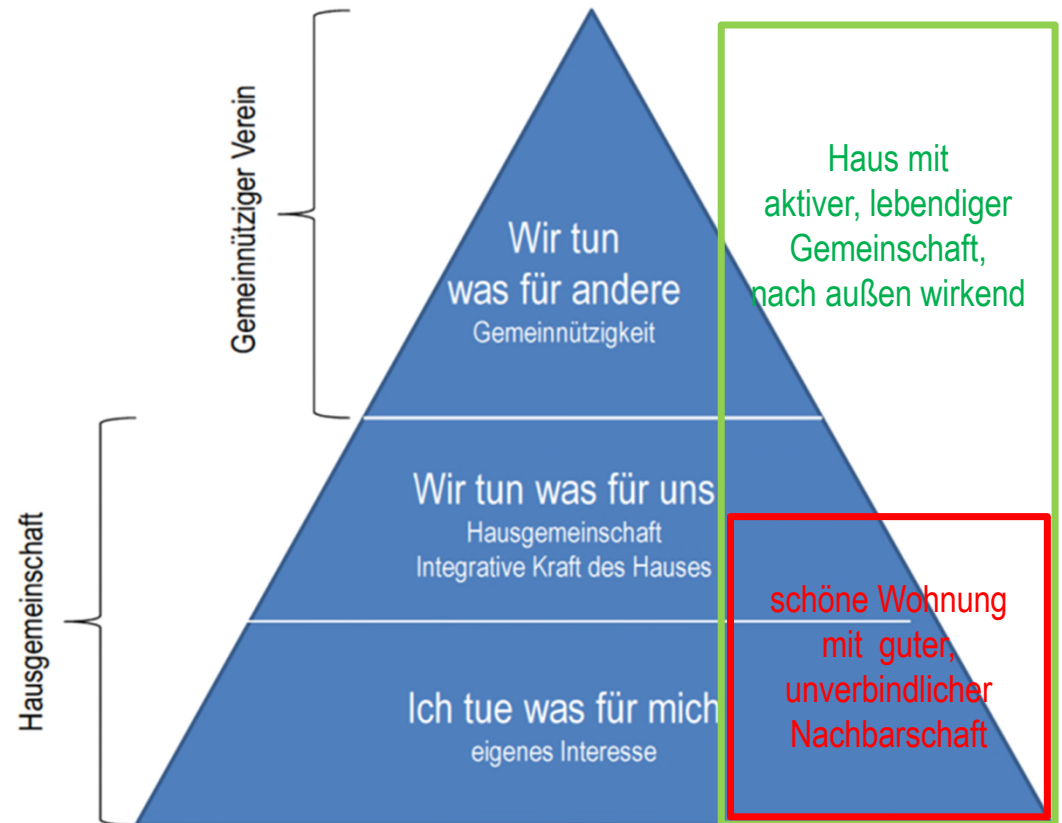 Gemeinnütziger Verein
Wir tun
was für andere
Gemeinnützigkeit
Haus mit
aktiver, lebendiger
Gemeinschaft,
nach außen wirkend
Hausgemeinschaft
Wir tun was für uns
Hausgemeinschaft
Integrative Kraft des Hauses
Ich tue was für mich
eigenes Interesse
schöne Wohnung
mit guter,
unverbindlicher
Nachbarschaft